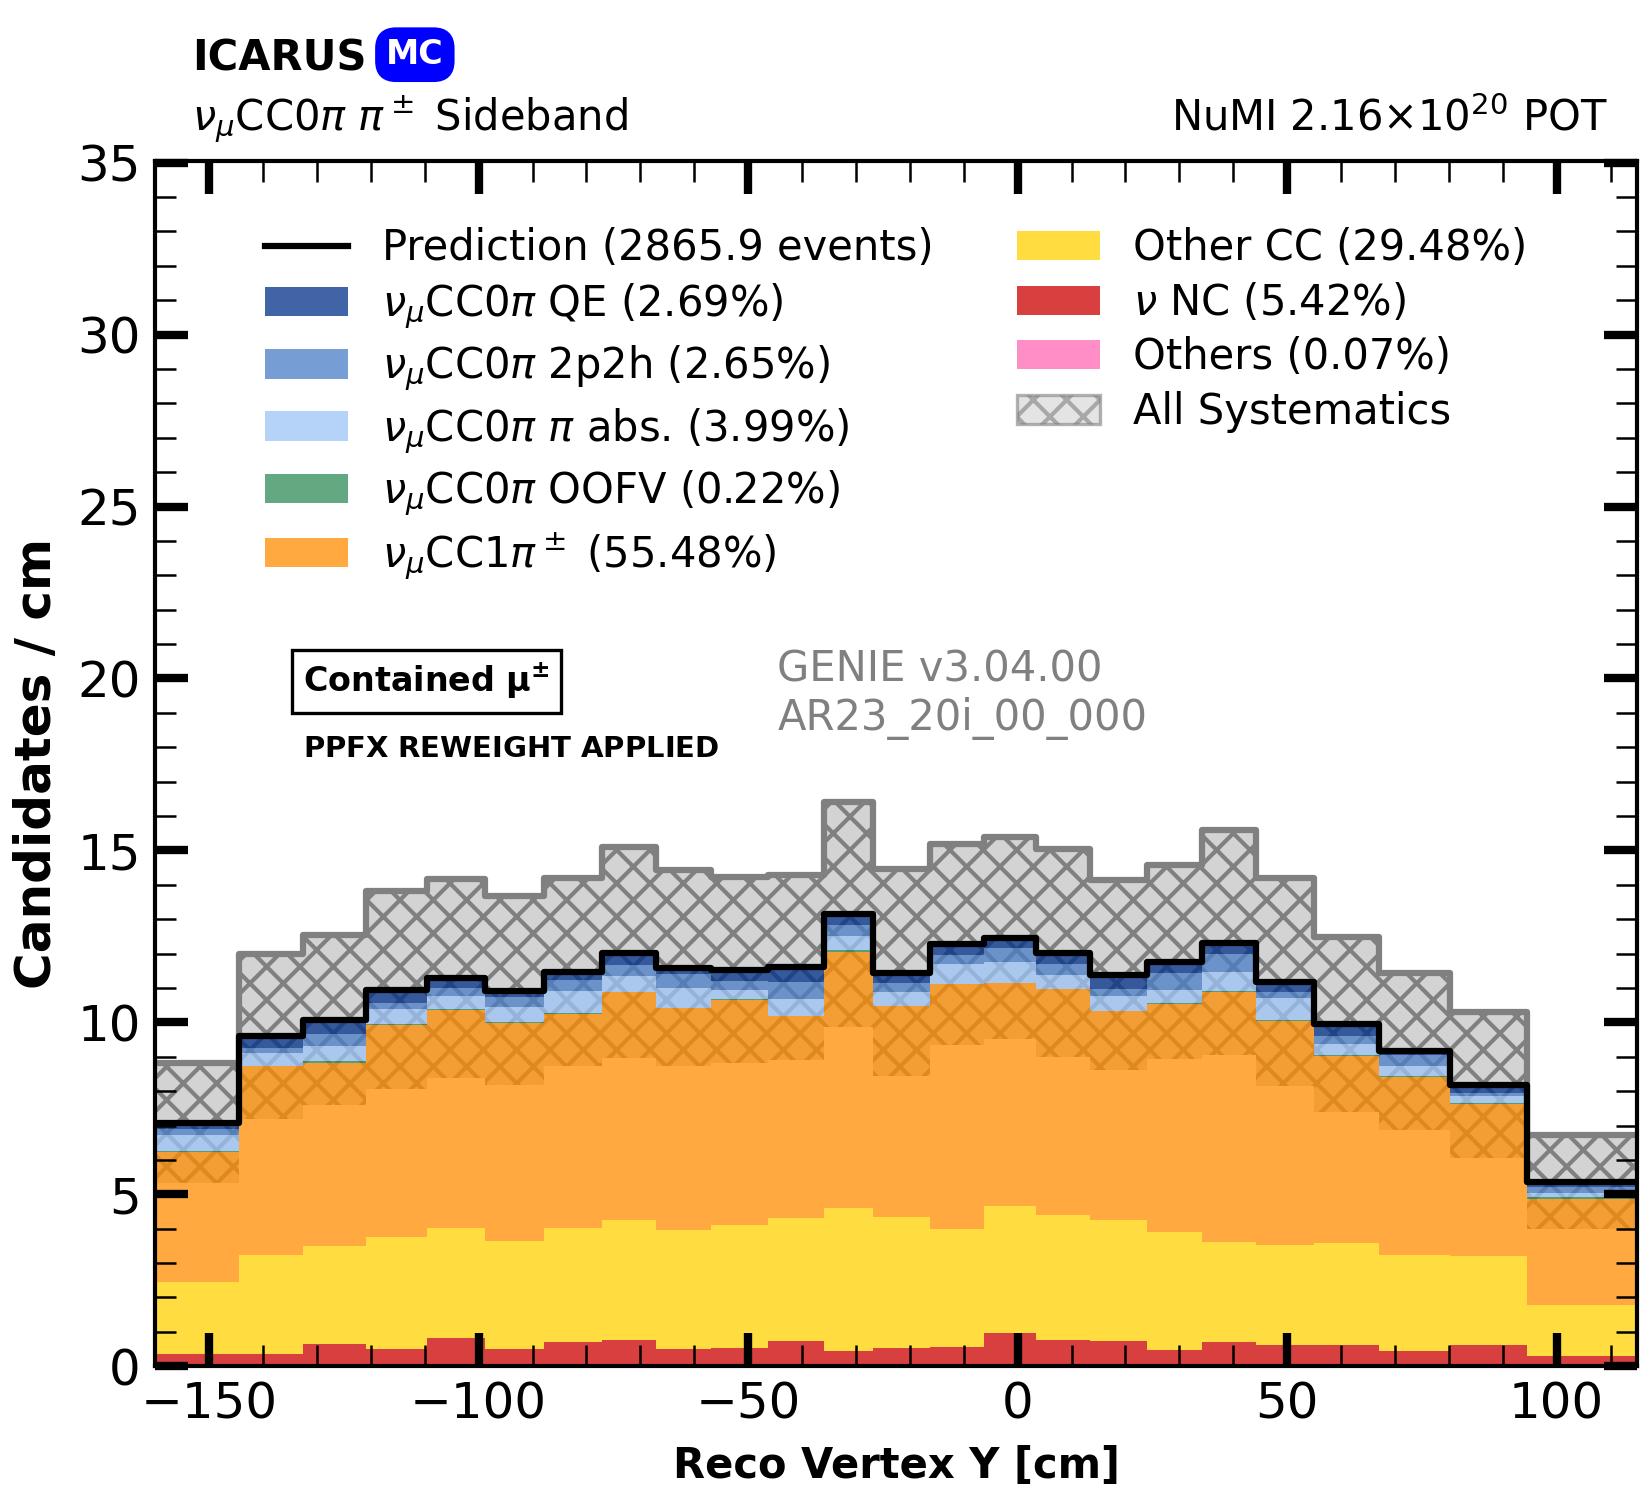 ICARUS MC
νμCC0π π± Sideband
NuMI 2.16×10²⁰ POT
Prediction (2865.9 events)
νμCC0π QE (2.69%)
νμCC0π 2p2h (2.65%)
νμCC0π π abs. (3.99%)
νμCC0π OOFV (0.22%)
νμCC1π± (55.48%)
Other CC (29.48%)
ν NC (5.42%)
Others (0.07%)
All Systematics
Contained μ±
PPFX REWEIGHT APPLIED
GENIE v3.04.00
AR23_20i_00_000
Candidates / cm
35
30
25
20
15
10
5
0
−150 −100 −50 0 50 100
Reco Vertex Y [cm]